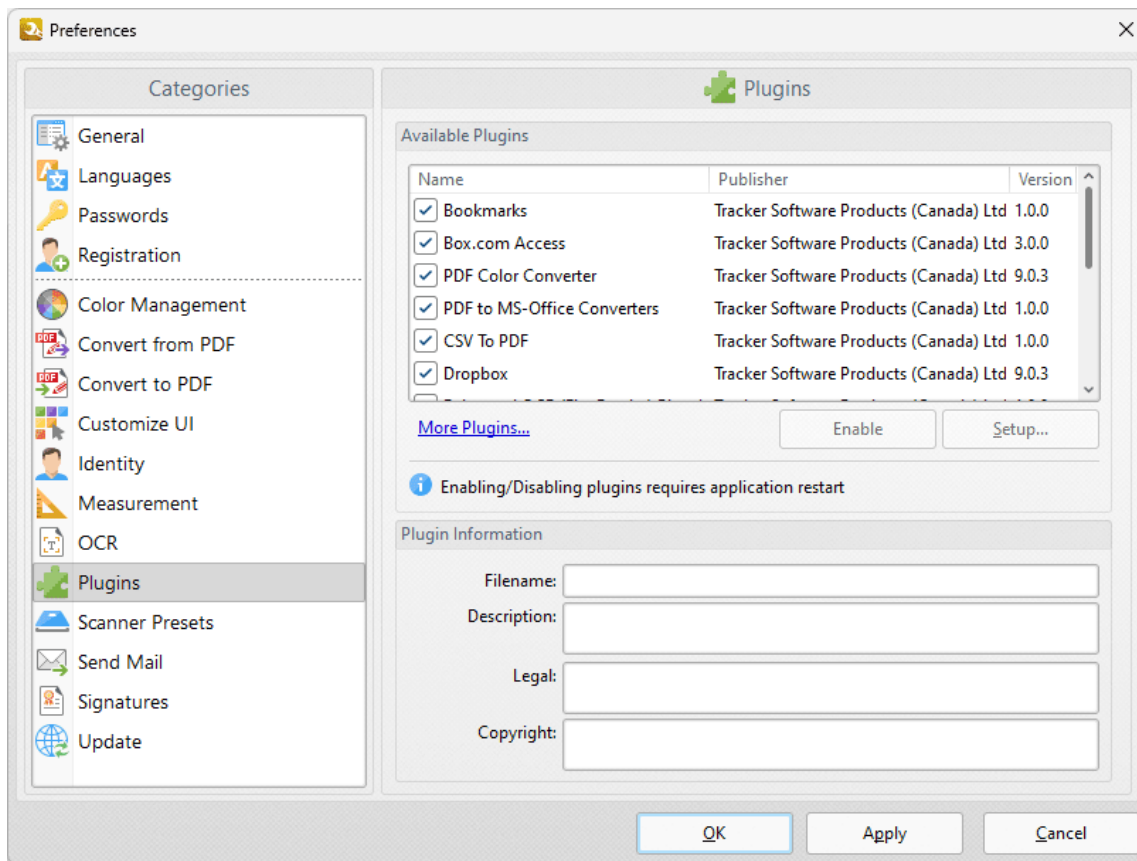 Preferences
Categories
General
Languages
Passwords
Registration
Color Management
Convert from PDF
Convert to PDF
Customize UI
Identity
Measurement
OCR
Plugins
Scanner Presets
Send Mail
Signatures
Update
Plugins
Available Plugins
Name Publisher Version
Bookmarks Tracker Software Products (Canada) Ltd 1.0.0
Box.com Access Tracker Software Products (Canada) Ltd 3.0.0
PDF Color Converter Tracker Software Products (Canada) Ltd 9.0.3
PDF to MS-Office Converters Tracker Software Products (Canada) Ltd 1.0.0
CSV To PDF Tracker Software Products (Canada) Ltd 1.0.0
Dropbox Tracker Software Products (Canada) Ltd 9.0.3
More Plugins...
Enable
Setup...
Enabling/Disabling plugins requires application restart
Plugin Information
Filename:
Description:
Legal:
Copyright:
OK
Apply
Cancel